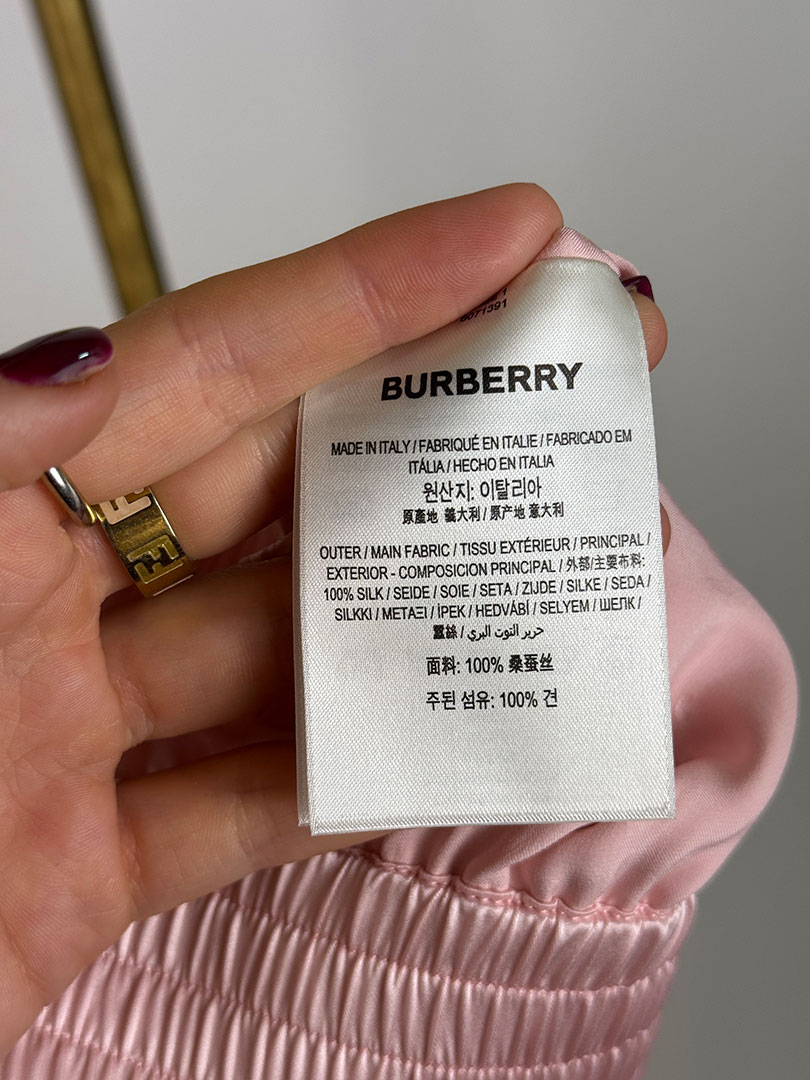 8071391
BURBERRY
MADE IN ITALY / FABRIQUÉ EN ITALIE / FABRICADO EM
ITÁLIA / HECHO EN ITALIA
원산지: 이탈리아
原產地 義大利 / 原产地 意大利
OUTER / MAIN FABRIC / TISSU EXTÉRIEUR / PRINCIPAL /
EXTERIOR - COMPOSICION PRINCIPAL / 外部/主要布料:
100% SILK / SEIDE / SOIE / SETA / ZIJDE / SILKE / SEDA /
SILKKI / ΜΕΤΑΞΙ / İPEK / HEDVÁBÍ / SELYEM / ШЕЛК /
蠶絲 / حرير التوت البري
面料: 100% 桑蚕丝
주된 섬유: 100% 견